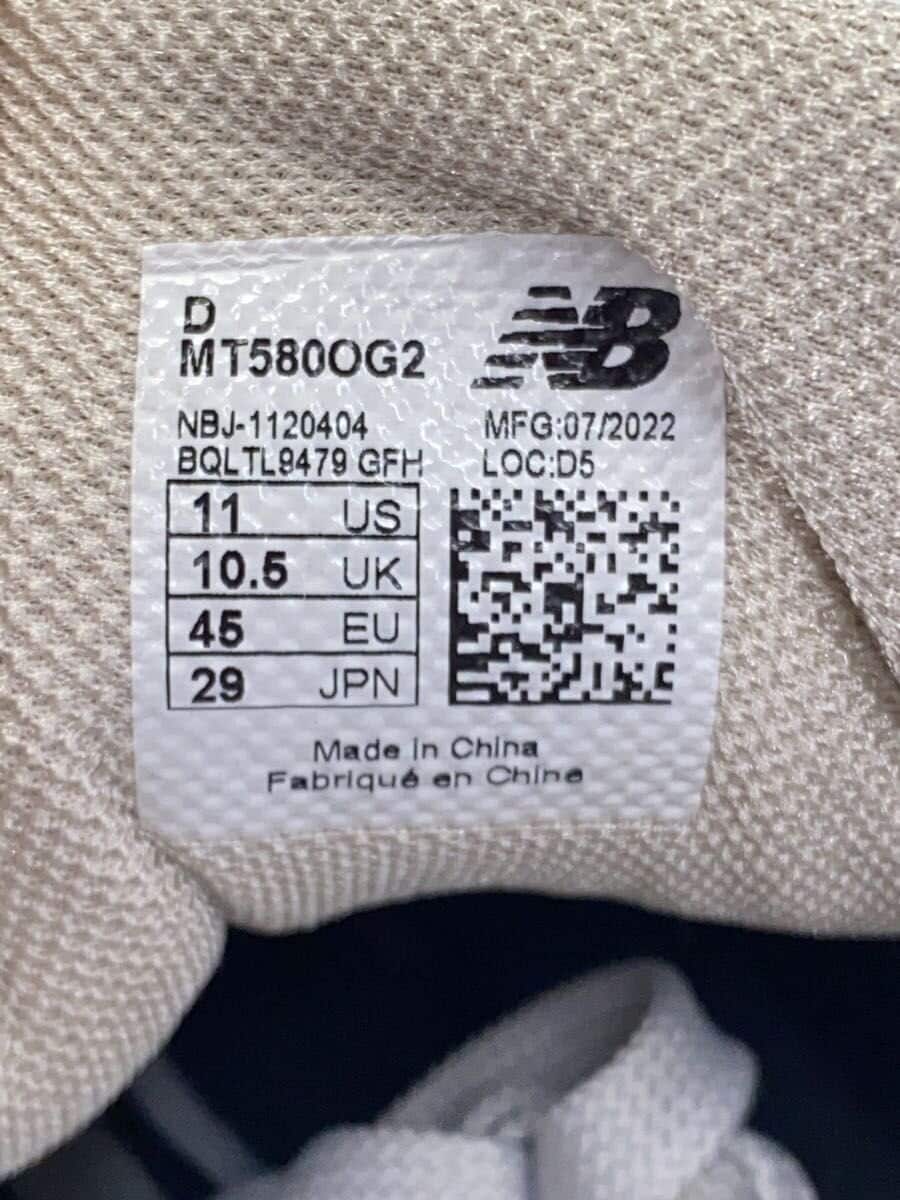 D
MT580OG2
NB
NBJ-1120404
MFG:07/2022
BQLTL9479 GFH
LOC:D5
11 US
10.5 UK
45 EU
29 JPN
Made in China
Fabriqué en Chine